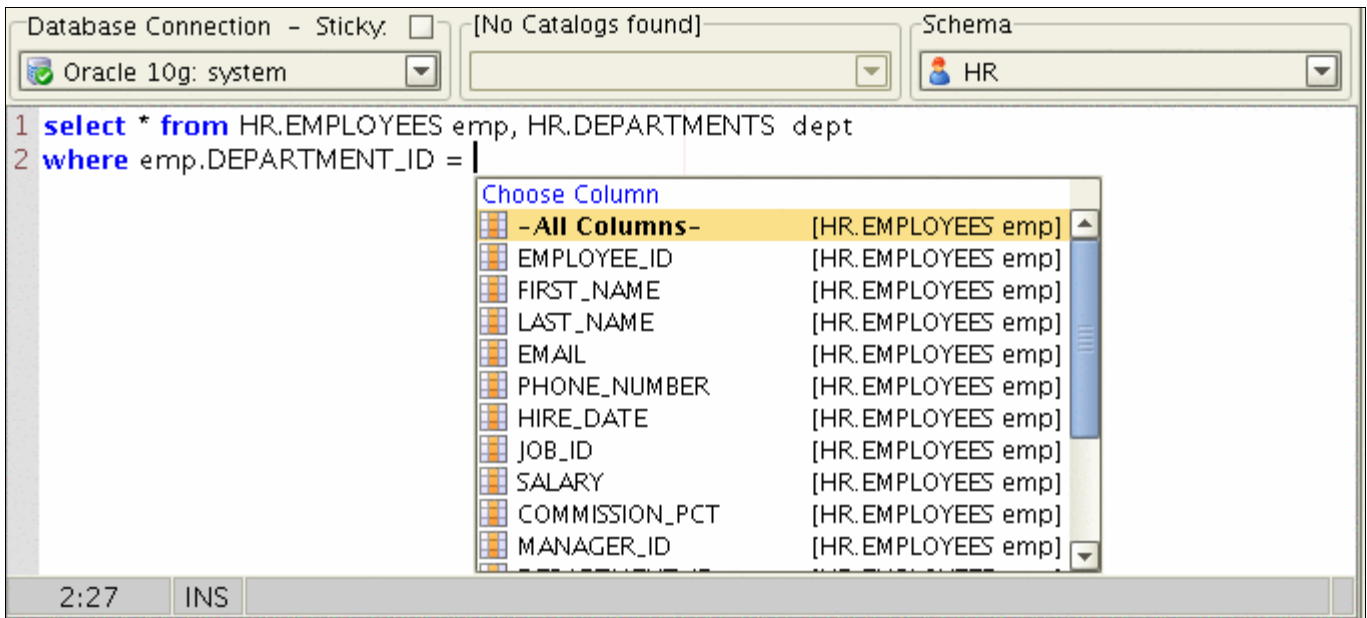 Database Connection - Sticky: [No Catalogs found] Schema
Oracle 10g: system HR
1 select * from HR.EMPLOYEES emp, HR.DEPARTMENTS dept
2 where emp.DEPARTMENT_ID =
Choose Column
-All Columns- [HR.EMPLOYEES emp]
EMPLOYEE_ID [HR.EMPLOYEES emp]
FIRST_NAME [HR.EMPLOYEES emp]
LAST_NAME [HR.EMPLOYEES emp]
EMAIL [HR.EMPLOYEES emp]
PHONE_NUMBER [HR.EMPLOYEES emp]
HIRE_DATE [HR.EMPLOYEES emp]
JOB_ID [HR.EMPLOYEES emp]
SALARY [HR.EMPLOYEES emp]
COMMISSION_PCT [HR.EMPLOYEES emp]
MANAGER_ID [HR.EMPLOYEES emp]
2:27 INS